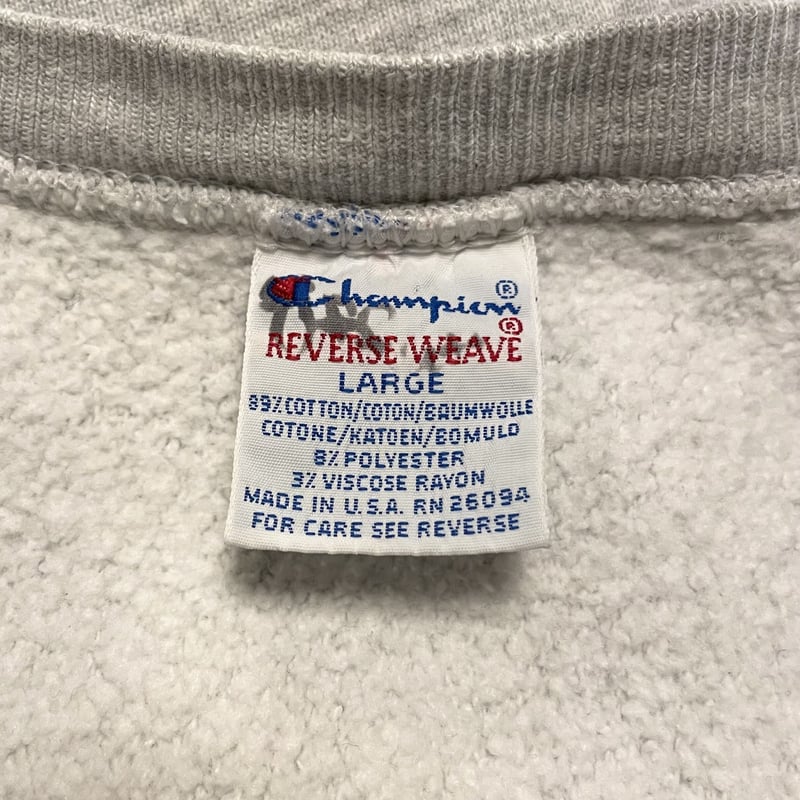 Champion ®
®
REVERSE WEAVE
LARGE
89% COTTON/COTON/BAUMWOLLE
COTONE/KATOEN/BOMULD
8% POLYESTER
3% VISCOSE RAYON
MADE IN U.S.A. RN 26094
FOR CARE SEE REVERSE